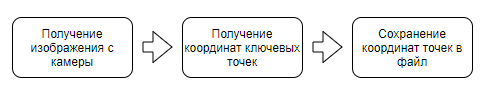 Получение
изображения с
камеры
Получение
координат ключевых
точек
Сохранение
координат точек в
файл